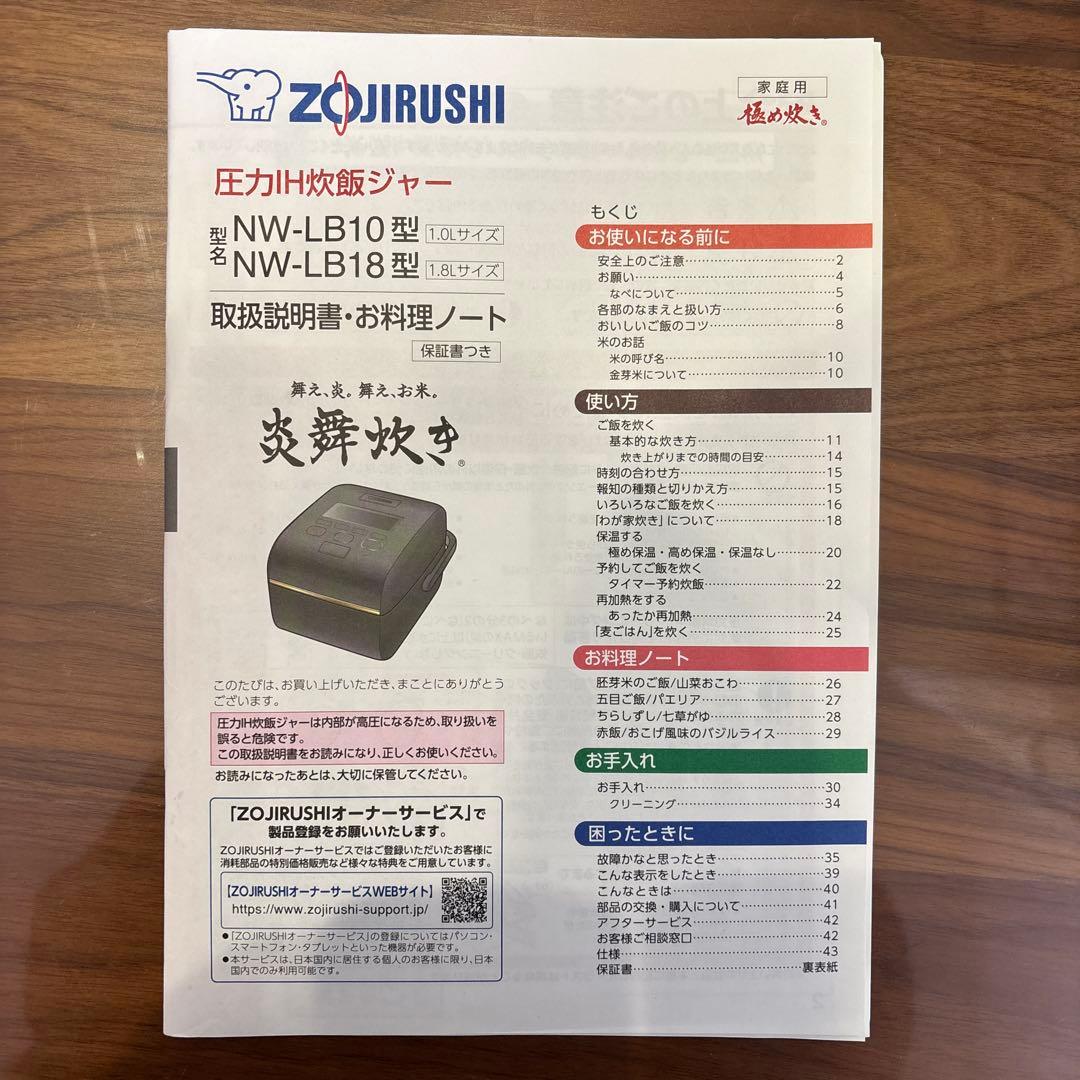 ZOJIRUSHI
家庭用
極め炊き®
圧力IH炊飯ジャー
型名
NW-LB10型 1.0Lサイズ
NW-LB18型 1.8Lサイズ
取扱説明書・お料理ノート
保証書つき
舞え、炎。舞え、お米。
炎舞炊き®
このたびは、お買い上げいただき、まことにありがとう
ございます。
圧力IH炊飯ジャーは内部が高圧になるため、取り扱いを
誤ると危険です。
この取扱説明書をお読みになり、正しくお使いください。
お読みになったあとは、大切に保管してください。
「ZOJIRUSHIオーナーサービス」で
製品登録をお願いいたします。
ZOJIRUSHIオーナーサービスではご登録いただいたお客様に
消耗部品の特別価格販売など様々な特典をご用意しています。
【ZOJIRUSHIオーナーサービスWEBサイト】
https://www.zojirushi-support.jp/
●「ZOJIRUSHIオーナーサービス」の登録についてはパソコン・
スマートフォン・タブレットといった機器が必要です。
●本サービスは、日本国内に居住する個人のお客様に限り、日本
国内でのみ利用可能です。
もくじ
お使いになる前に
安全上のご注意…2
お願い…4
なべについて…5
各部のなまえと扱い方…6
おいしいご飯のコツ…8
米のお話
米の呼び名…10
金芽米について…10
使い方
ご飯を炊く
基本的な炊き方…11
炊き上がりまでの時間の目安…14
時刻の合わせ方…15
報知の種類と切りかえ方…15
いろいろなご飯を炊く…16
「わが家炊き」について…18
保温する
極め保温・高め保温・保温なし…20
予約してご飯を炊く
タイマー予約炊飯…22
再加熱をする
あったか再加熱…24
「麦ごはん」を炊く…25
お料理ノート
胚芽米のご飯/山菜おこわ…26
五目ご飯/パエリア…27
ちらしずし/七草がゆ…28
赤飯/おこげ風味のバジルライス…29
お手入れ
お手入れ…30
クリーニング…34
困ったときに
故障かなと思ったとき…35
こんな表示をしたとき…39
こんなときは…40
部品の交換・購入について…41
アフターサービス…42
お客様ご相談窓口…42
仕様…43
保証書…裏表紙